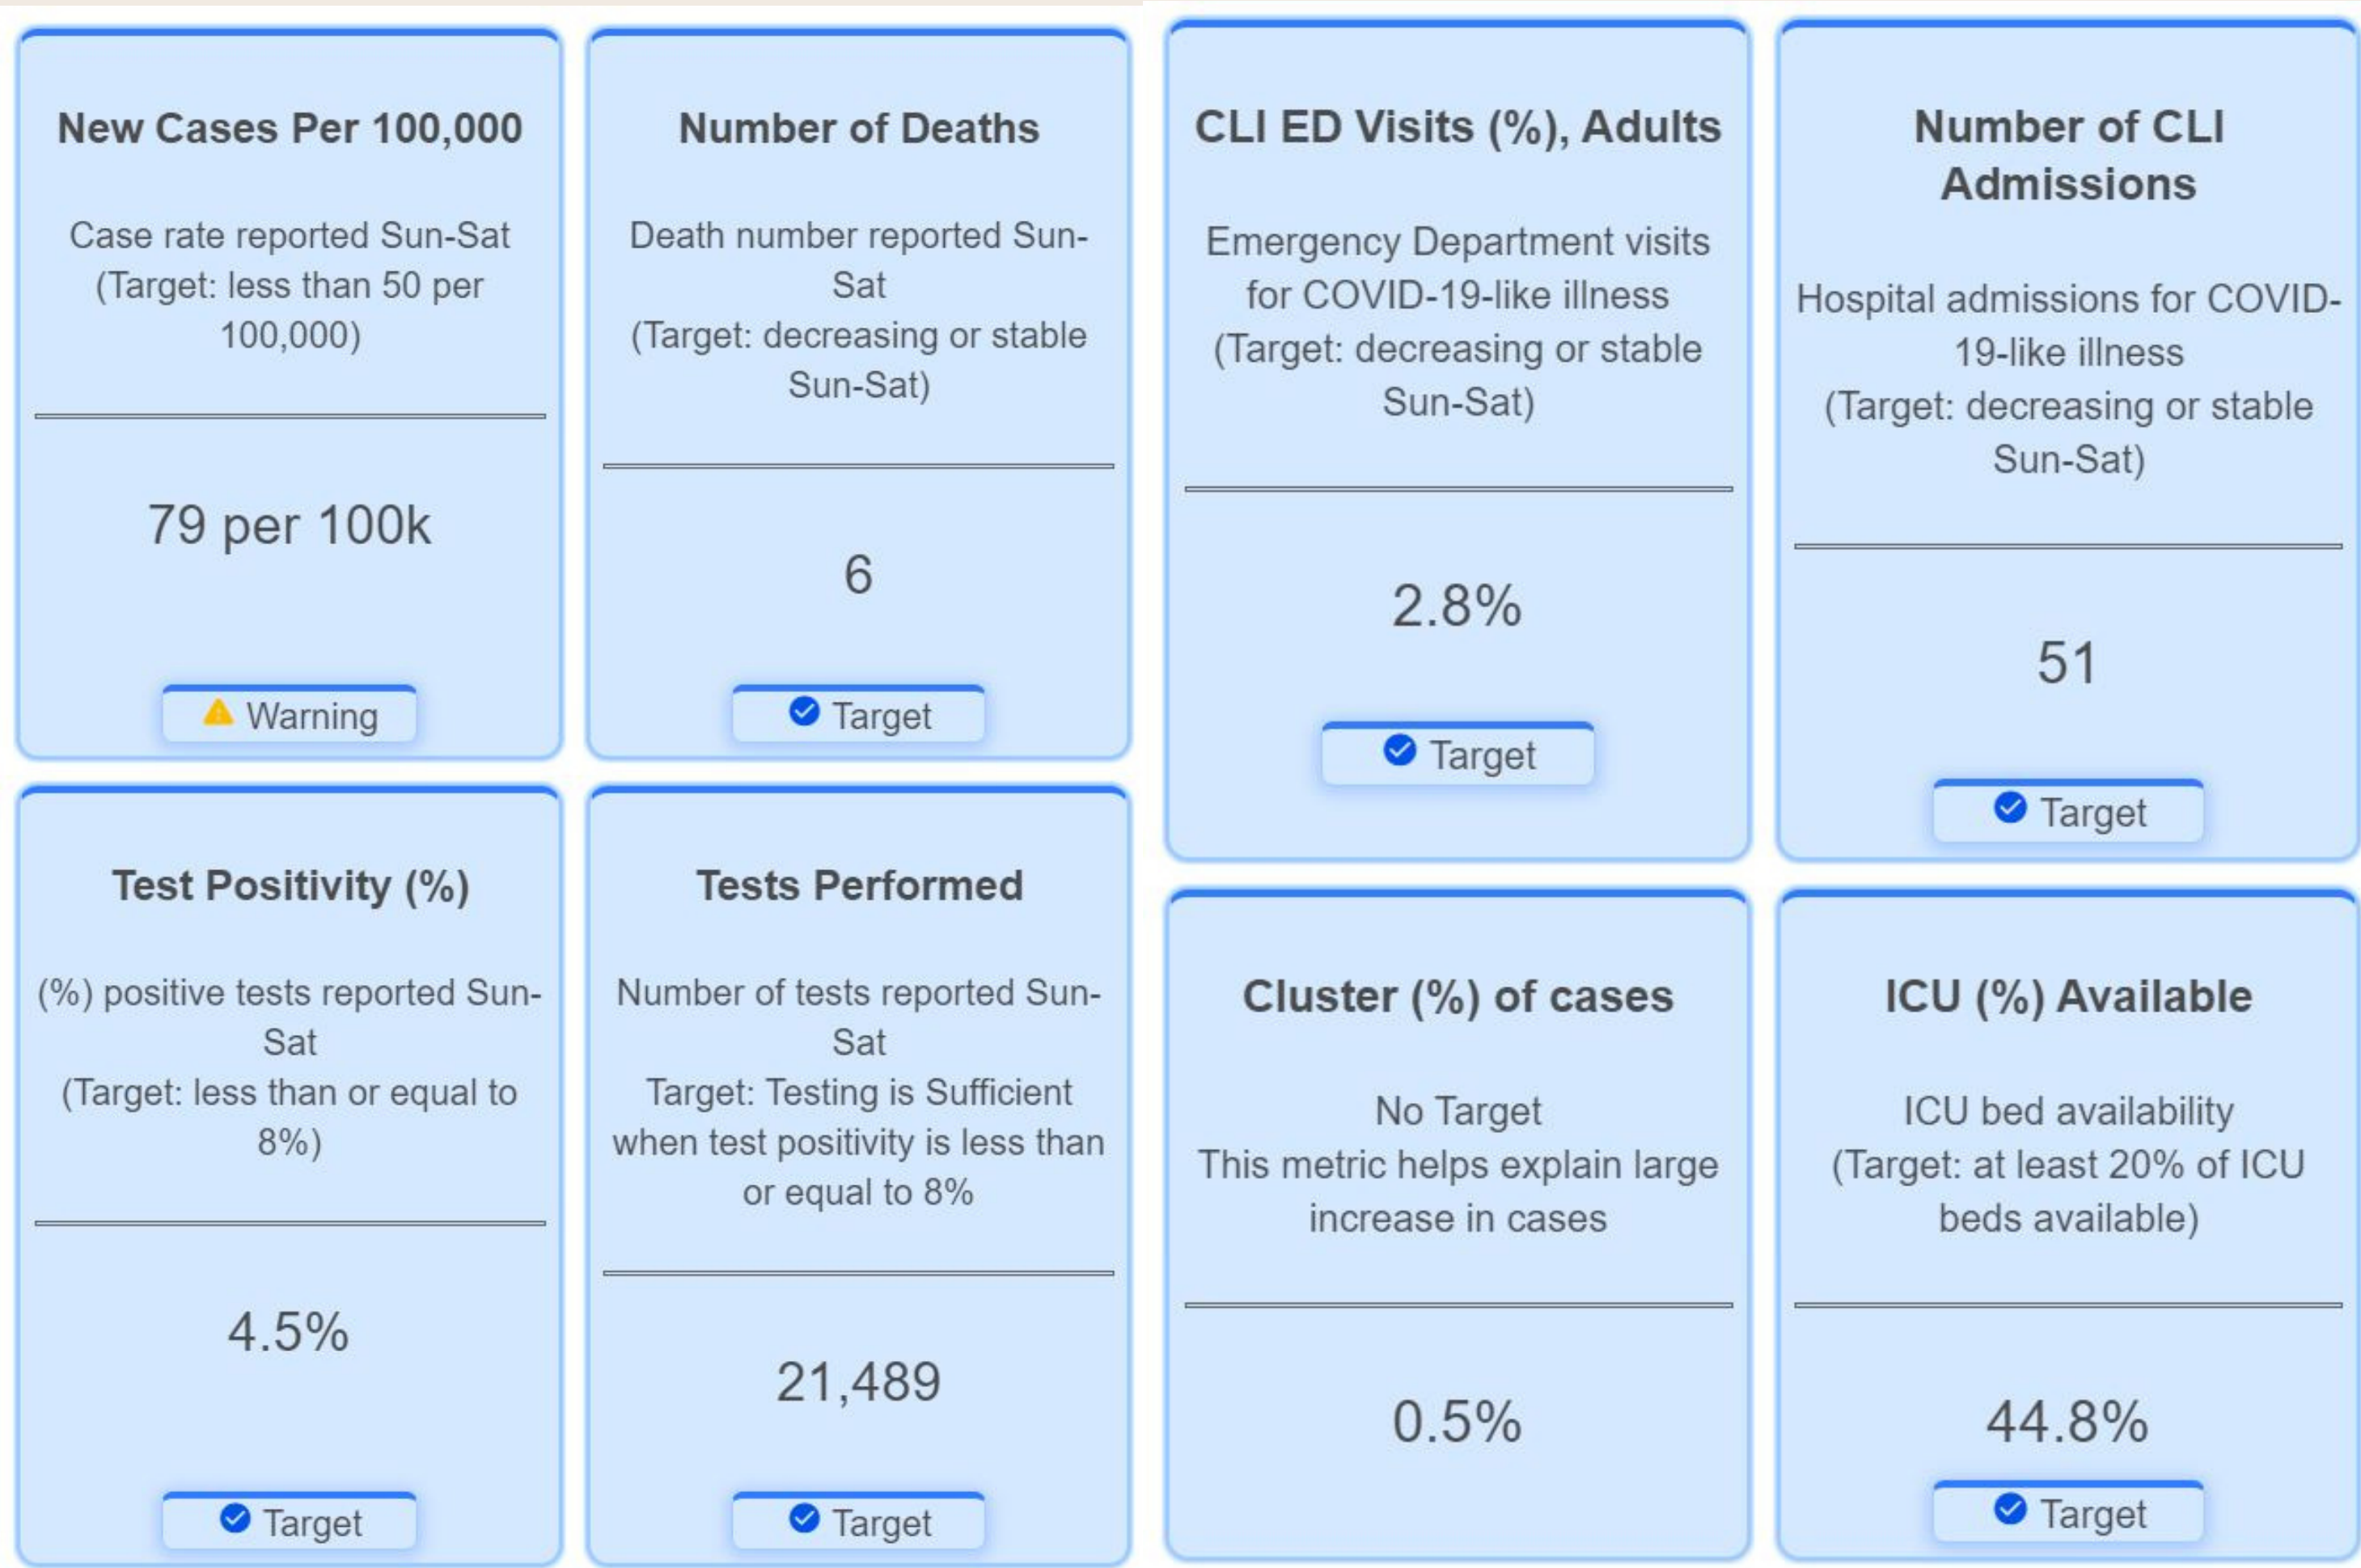 New Cases Per 100,000
Case rate reported Sun-Sat
(Target: less than 50 per
100,000)
79 per 100k
Warning
Number of Deaths
Death number reported Sun-
Sat
(Target: decreasing or stable
Sun-Sat)
6
Target
CLI ED Visits (%), Adults
Emergency Department visits
for COVID-19-like illness
(Target: decreasing or stable
Sun-Sat)
2.8%
Target
Number of CLI
Admissions
Hospital admissions for COVID-
19-like illness
(Target: decreasing or stable
Sun-Sat)
51
Target
Test Positivity (%)
(%) positive tests reported Sun-
Sat
(Target: less than or equal to
8%)
4.5%
Target
Tests Performed
Number of tests reported Sun-
Sat
Target: Testing is Sufficient
when test positivity is less than
or equal to 8%
21,489
Target
Cluster (%) of cases
No Target
This metric helps explain large
increase in cases
0.5%
ICU (%) Available
ICU bed availability
(Target: at least 20% of ICU
beds available)
44.8%
Target